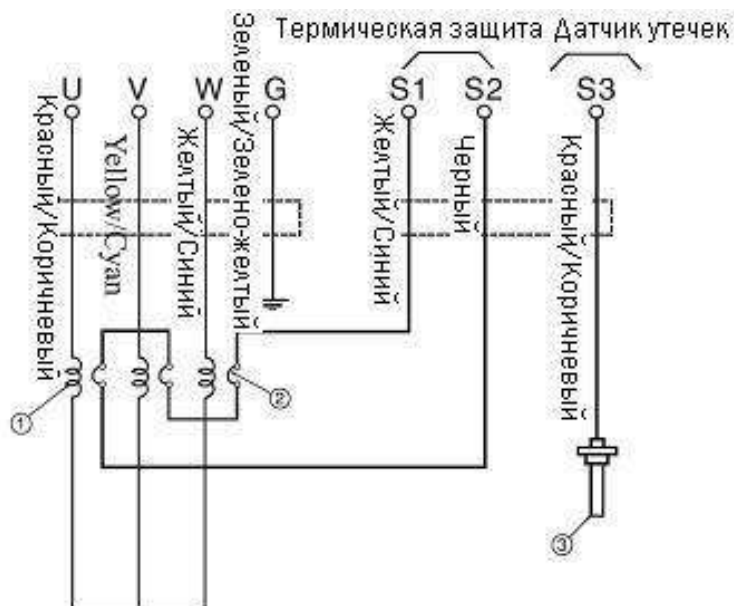 Термическая защита Датчик утечек
U V W G S1 S2 S3
Красный/Коричневый
Yellow/Cyan
Желтый/Синий
Зеленый/Зелено-желтый
Желтый/Синий
Черный
Красный/Коричневый
①
②
③